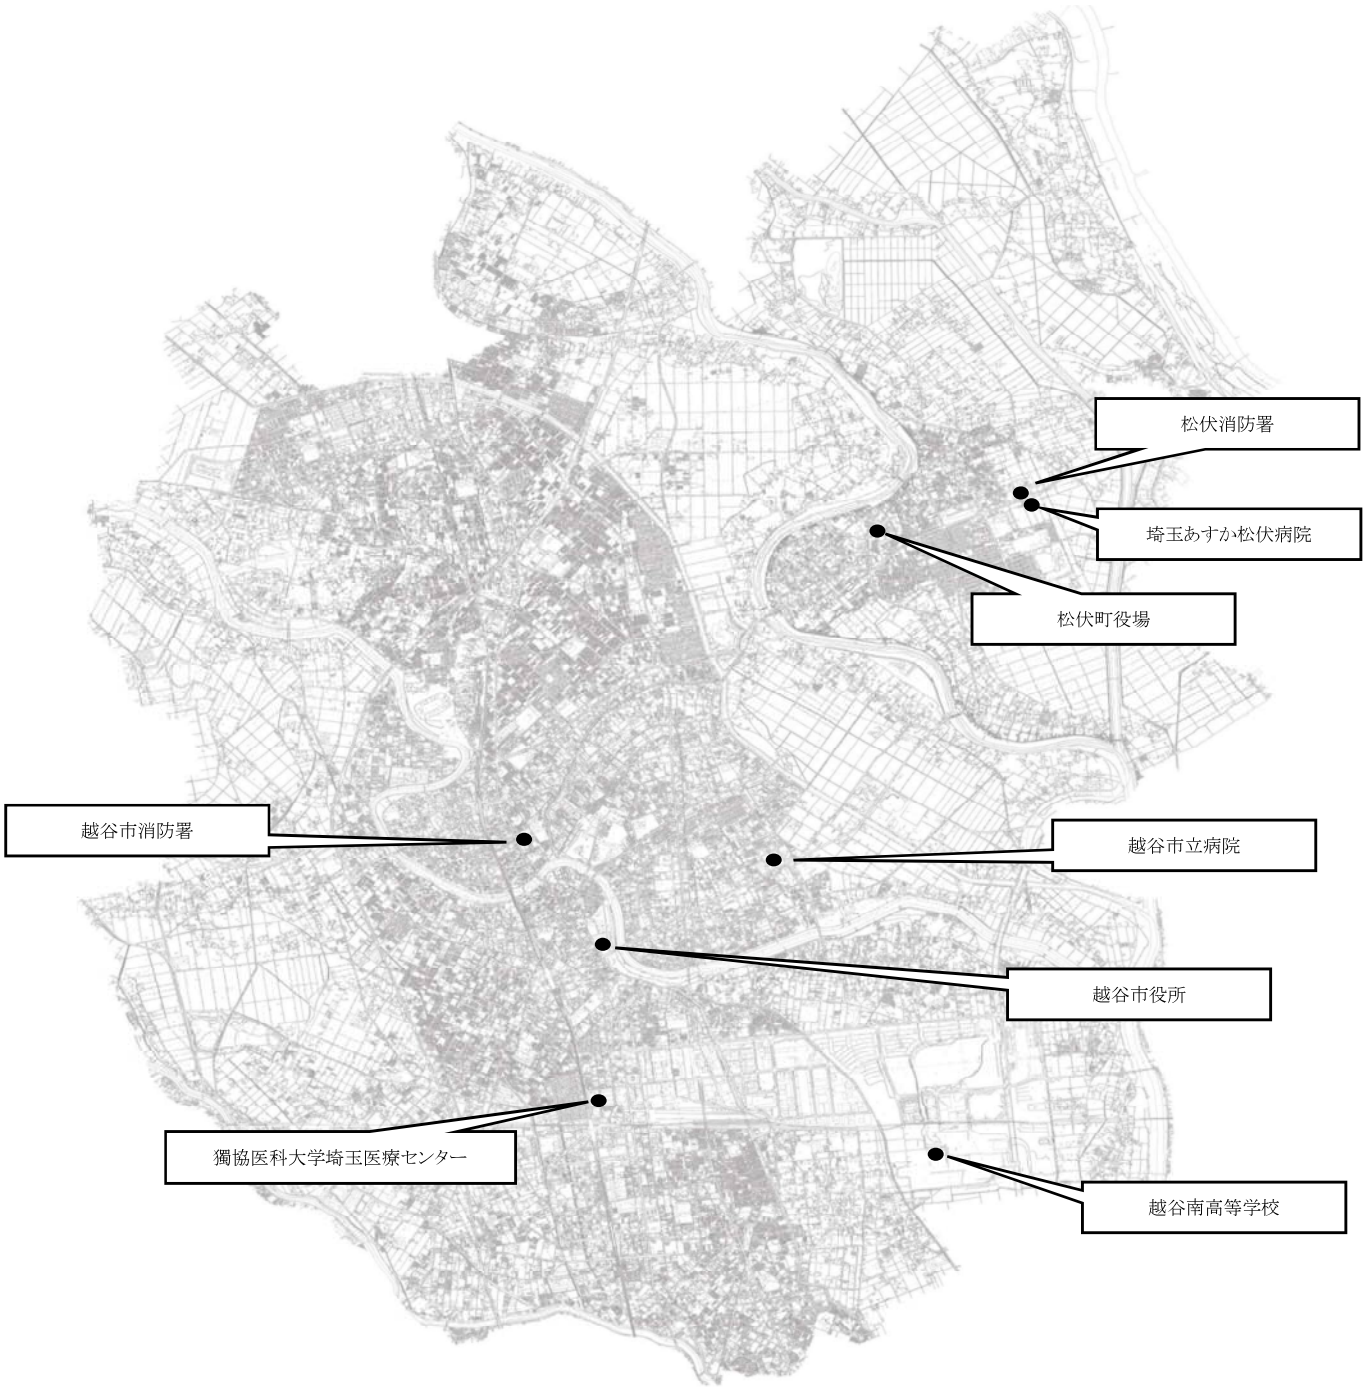 松伏消防署
埼玉あすか松伏病院
松伏町役場
越谷市消防署
越谷市立病院
越谷市役所
獨協医科大学埼玉医療センター
越谷南高等学校